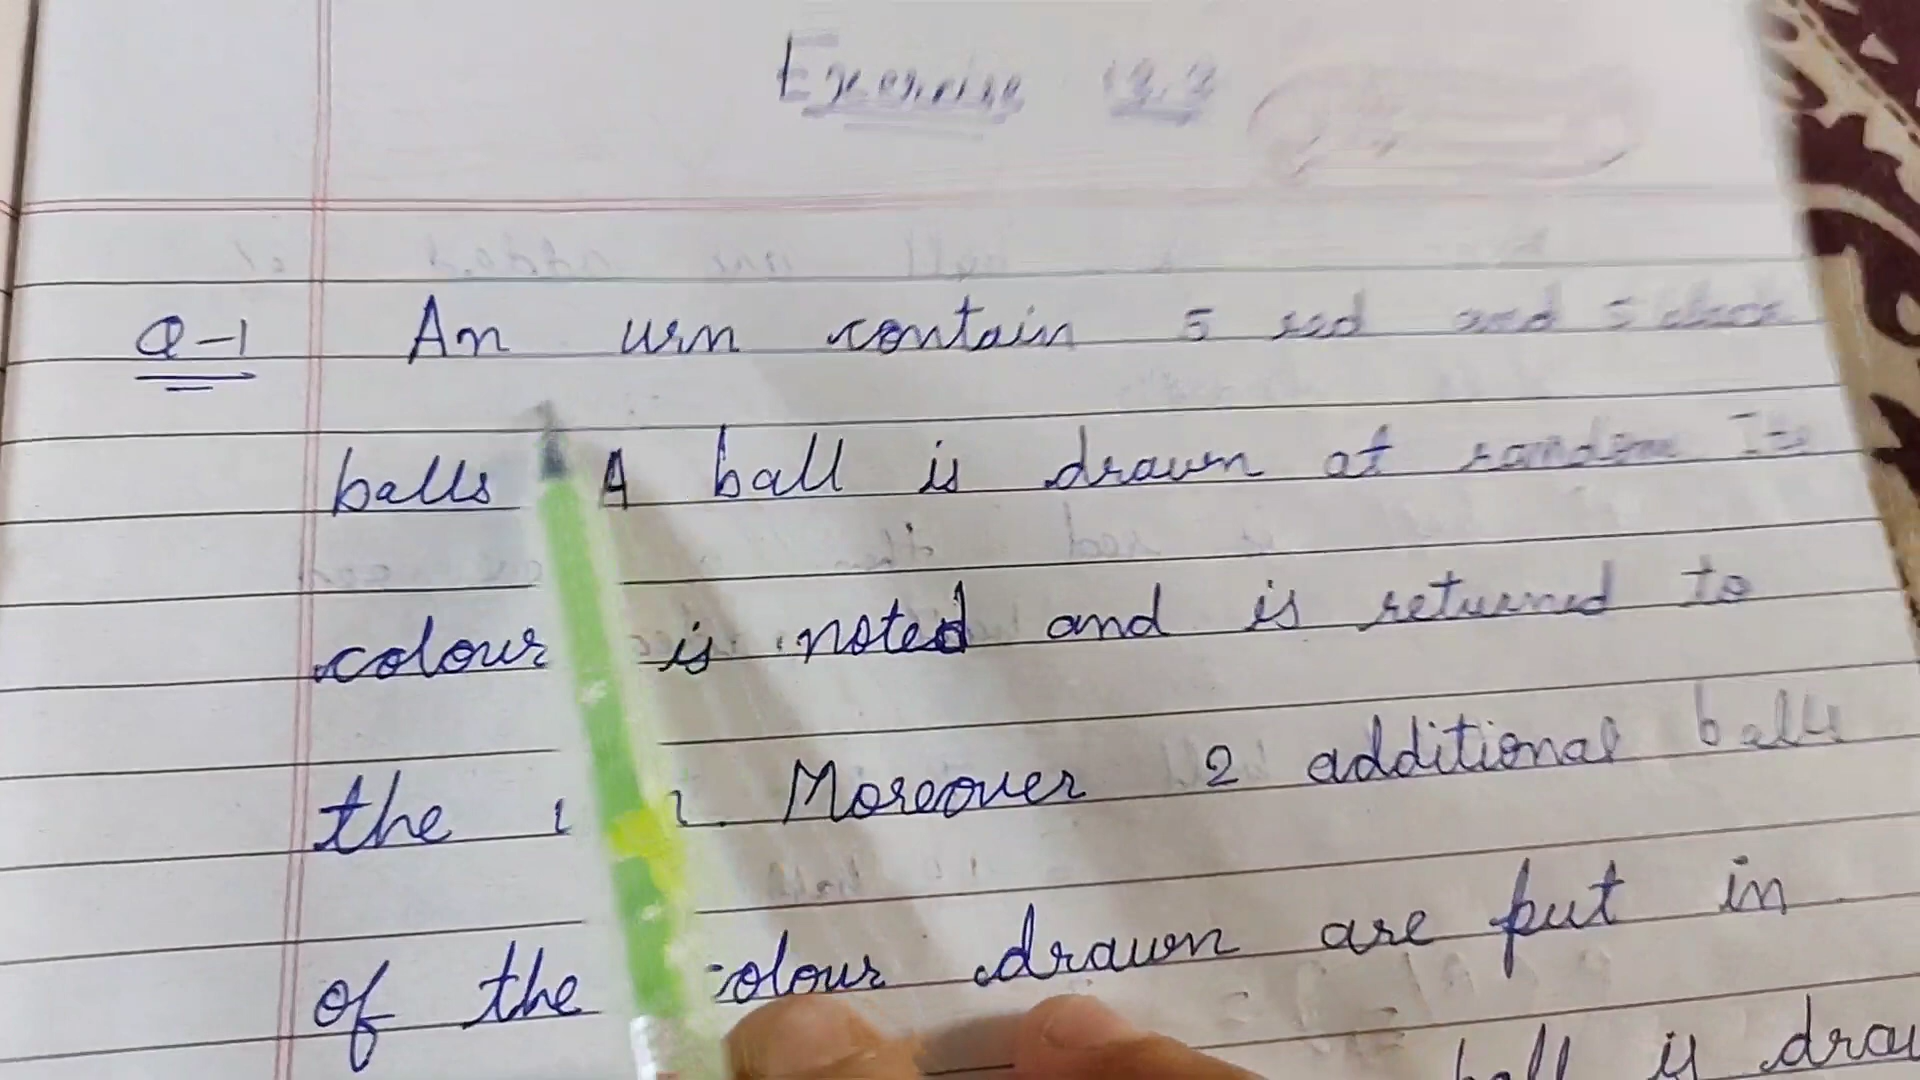 Exercise 13.3
Q-1 An urn contain 5 red and 5 black
balls A ball is drawn at random Its
colour is noted and is returned to
the Moreover 2 additional balls
of the colour drawn are put in
ball is